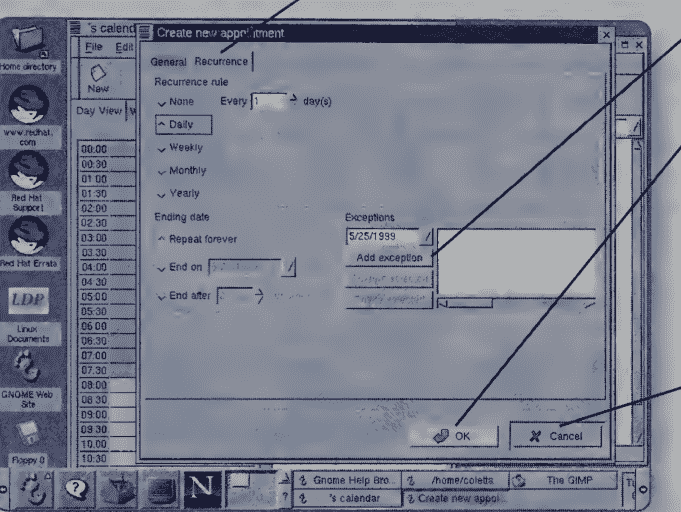 's calend
Create new appointment
File Edit
General Recurrence
New
Recurrence rule
None Every 1 day(s)
Daily
Weekly
Monthly
Yearly
Day View W
00:00
00:30
01:00
01:30
02:00
02:30
03:00
03:30
04:00
04:30
05:00
05:30
06:00
06:30
07:00
07:30
08:00
08:30
09:00
09:30
10:00
10:30
Ending date
Repeat forever
End on
End after
Exceptions
5/25/1999
Add exception
OK
Cancel
Home directory
www.redhat.
com
Red Hat
Support
Red Hat Errata
LDP
Linux
Documents
GNOME Web
Site
Floppy 0
N
Gnome Help Bro...
/home/coletta
The GIMP
's calendar
Create new appoi...